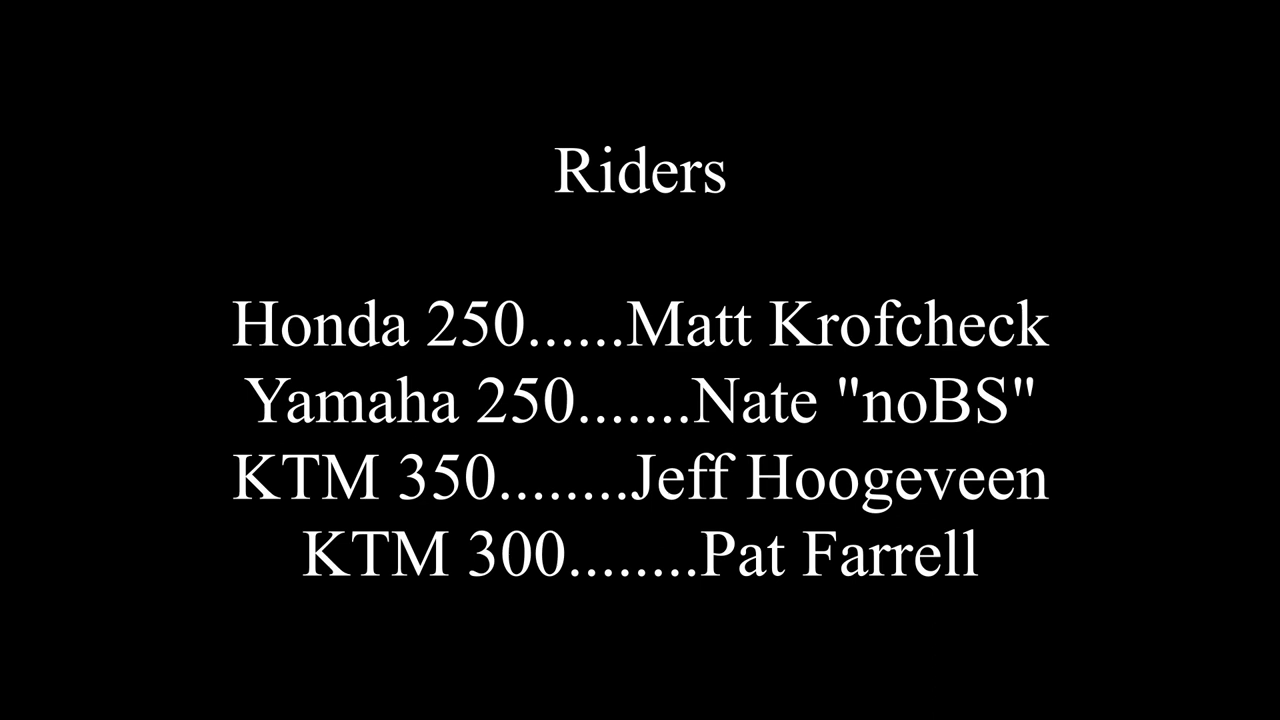 Riders
Honda 250......Matt Krofcheck
Yamaha 250.......Nate "noBS"
KTM 350........Jeff Hoogeveen
KTM 300........Pat Farrell